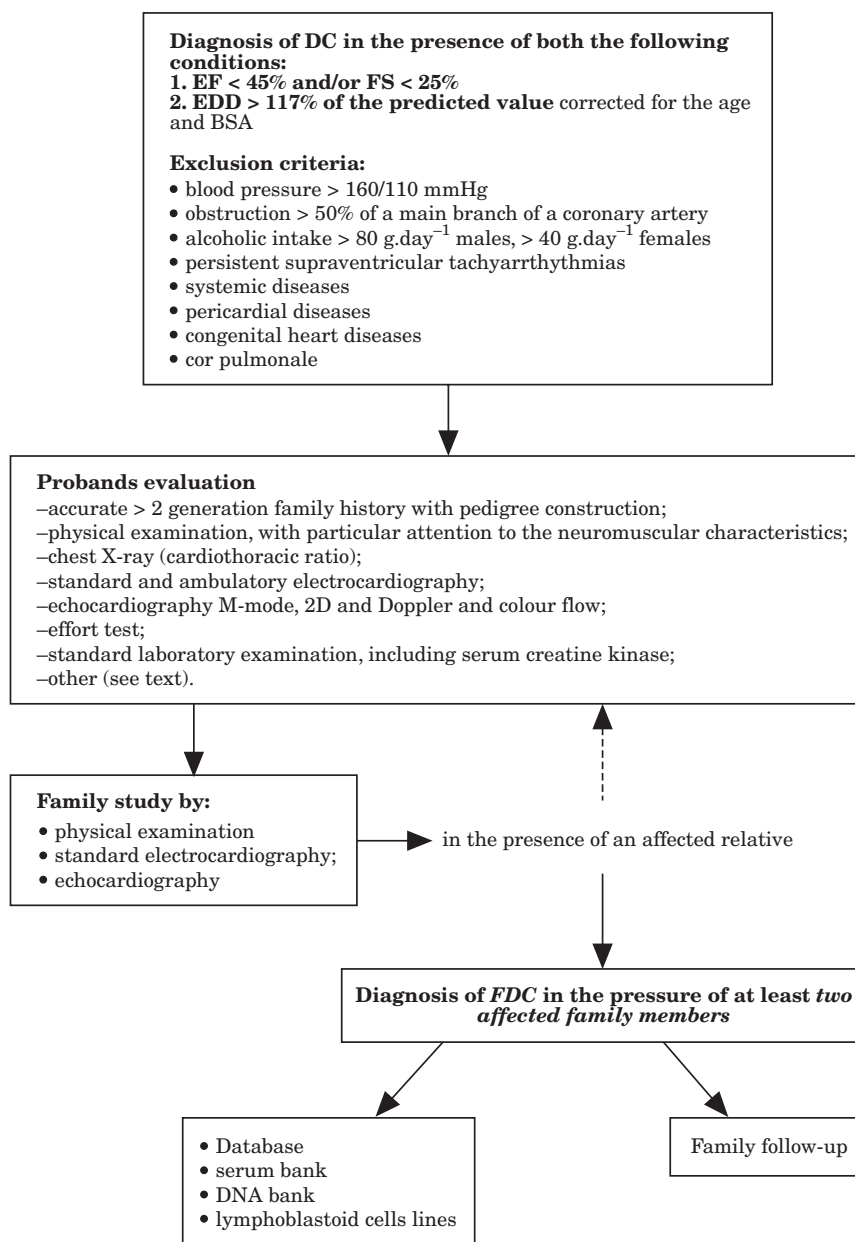 Diagnosis of DC in the presence of both the following
conditions:
1. EF < 45% and/or FS < 25%
2. EDD > 117% of the predicted value corrected for the age
and BSA
Exclusion criteria:
• blood pressure > 160/110 mmHg
• obstruction > 50% of a main branch of a coronary artery
• alcoholic intake > 80 g.day⁻¹ males, > 40 g.day⁻¹ females
• persistent supraventricular tachyarrthythmias
• systemic diseases
• pericardial diseases
• congenital heart diseases
• cor pulmonale
Probands evaluation
–accurate > 2 generation family history with pedigree construction;
–physical examination, with particular attention to the neuromuscular characteristics;
–chest X-ray (cardiothoracic ratio);
–standard and ambulatory electrocardiography;
–echocardiography M-mode, 2D and Doppler and colour flow;
–effort test;
–standard laboratory examination, including serum creatine kinase;
–other (see text).
Family study by:
• physical examination
• standard electrocardiography;
• echocardiography
in the presence of an affected relative
Diagnosis of FDC in the pressure of at least two
affected family members
• Database
• serum bank
• DNA bank
• lymphoblastoid cells lines
Family follow-up